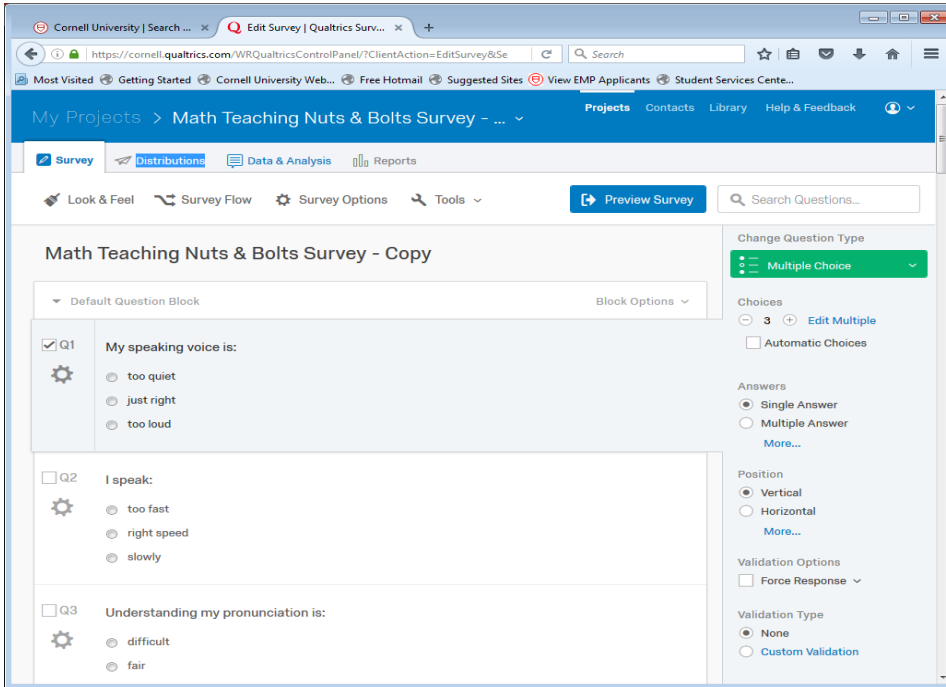 Cornell University | Search ... × Edit Survey | Qualtrics Surv... × +
https://cornell.qualtrics.com/WRQualtricsControlPanel/?ClientAction=EditSurvey&Se Search
Most Visited Getting Started Cornell University Web... Free Hotmail Suggested Sites View EMP Applicants Student Services Cente...
My Projects > Math Teaching Nuts & Bolts Survey - ... Projects Contacts Library Help & Feedback
Survey Distributions Data & Analysis Reports
Look & Feel Survey Flow Survey Options Tools Preview Survey Search Questions...
Math Teaching Nuts & Bolts Survey - Copy
Default Question Block Block Options
Q1 My speaking voice is:
too quiet
just right
too loud
Q2 I speak:
too fast
right speed
slowly
Q3 Understanding my pronunciation is:
difficult
fair
Change Question Type
Multiple Choice
Choices
3 Edit Multiple
Automatic Choices
Answers
Single Answer
Multiple Answer
More...
Position
Vertical
Horizontal
More...
Validation Options
Force Response
Validation Type
None
Custom Validation